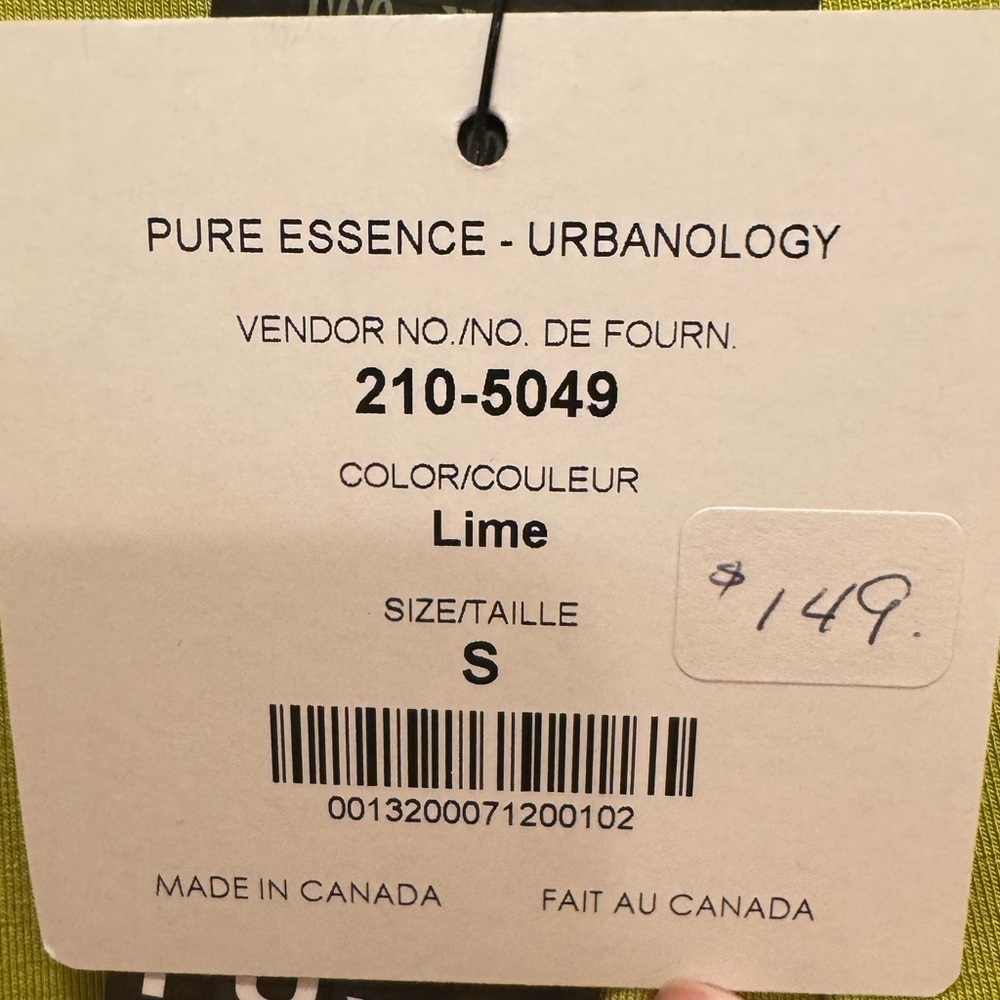 PURE ESSENCE - URBANOLOGY
VENDOR NO./NO. DE FOURN.
210-5049
COLOR/COULEUR
Lime
$149.
SIZE/TAILLE
S
0013200071200102
MADE IN CANADA
FAIT AU CANADA